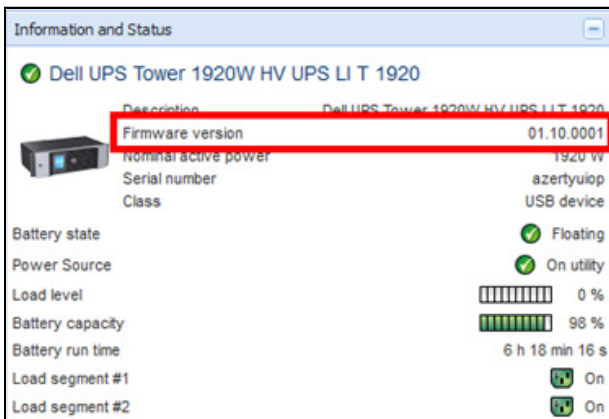 Information and Status
Dell UPS Tower 1920W HV UPS LI T 1920
Description Dell UPS Tower 1920W HV UPS LI T 1920
Firmware version 01.10.0001
Nominal active power 1920 W
Serial number azertyuiop
Class USB device
Battery state Floating
Power Source On utility
Load level 0 %
Battery capacity 98 %
Battery run time 6 h 18 min 16 s
Load segment #1 On
Load segment #2 On